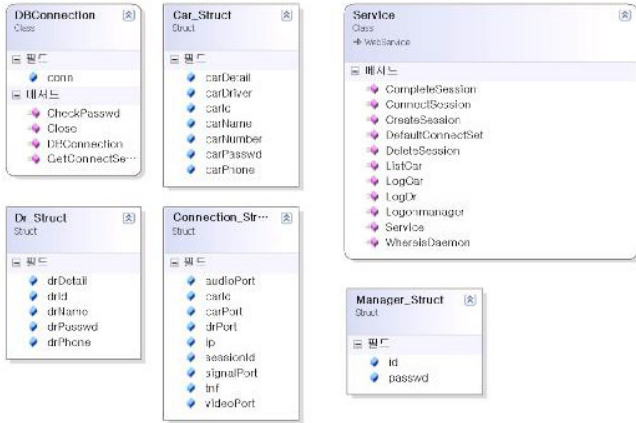 DBConnection
Class
필드
conn
메서드
CheckPasswd
Close
DBConnection
GetConnectSe...
Car_Struct
Struct
필드
carDetail
carDriver
carId
carName
carNumber
carPasswd
carPhone
Service
Class
WebService
메서드
CompleteSession
ConnectSession
CreateSession
DefaultConnectSet
DeleteSession
ListCar
LogCar
LogDr
Logonmanager
Service
WhereisDaemon
Dr_Struct
Struct
필드
drDetail
drId
drName
drPasswd
drPhone
Connection_Str...
Struct
필드
audioPort
carId
carPort
drPort
ip
sessionId
signalPort
tnf
videoPort
Manager_Struct
Struct
필드
id
passwd